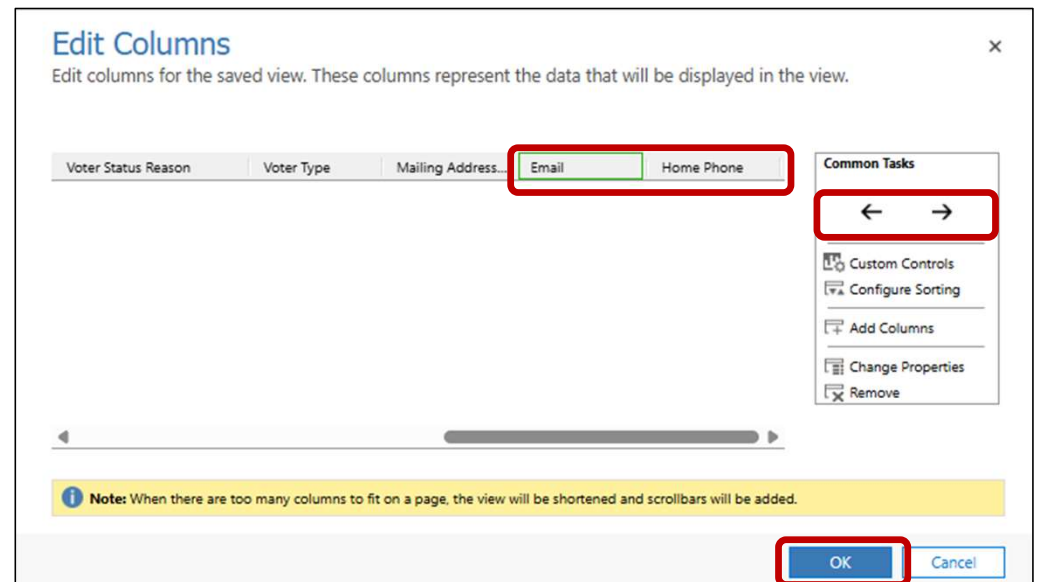 Edit Columns
Edit columns for the saved view. These columns represent the data that will be displayed in the view.
Voter Status Reason Voter Type Mailing Address... Email Home Phone
Common Tasks
Custom Controls
Configure Sorting
Add Columns
Change Properties
Remove
Note: When there are too many columns to fit on a page, the view will be shortened and scrollbars will be added.
OK Cancel